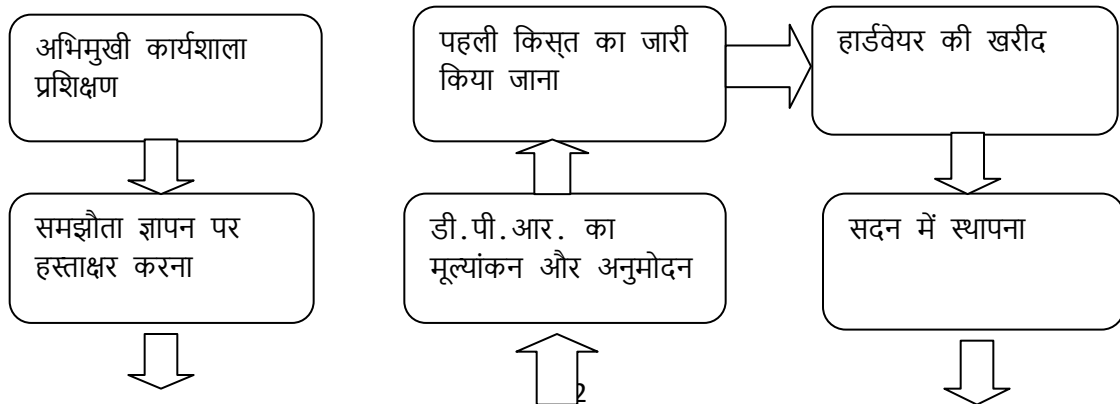 अभिमुखी कार्यशाला
प्रशिक्षण
पहली किस्त का जारी
किया जाना
हार्डवेयर की खरीद
समझौता ज्ञापन पर
हस्ताक्षर करना
डी.पी.आर. का
मूल्यांकन और अनुमोदन
सदन में स्थापना
2